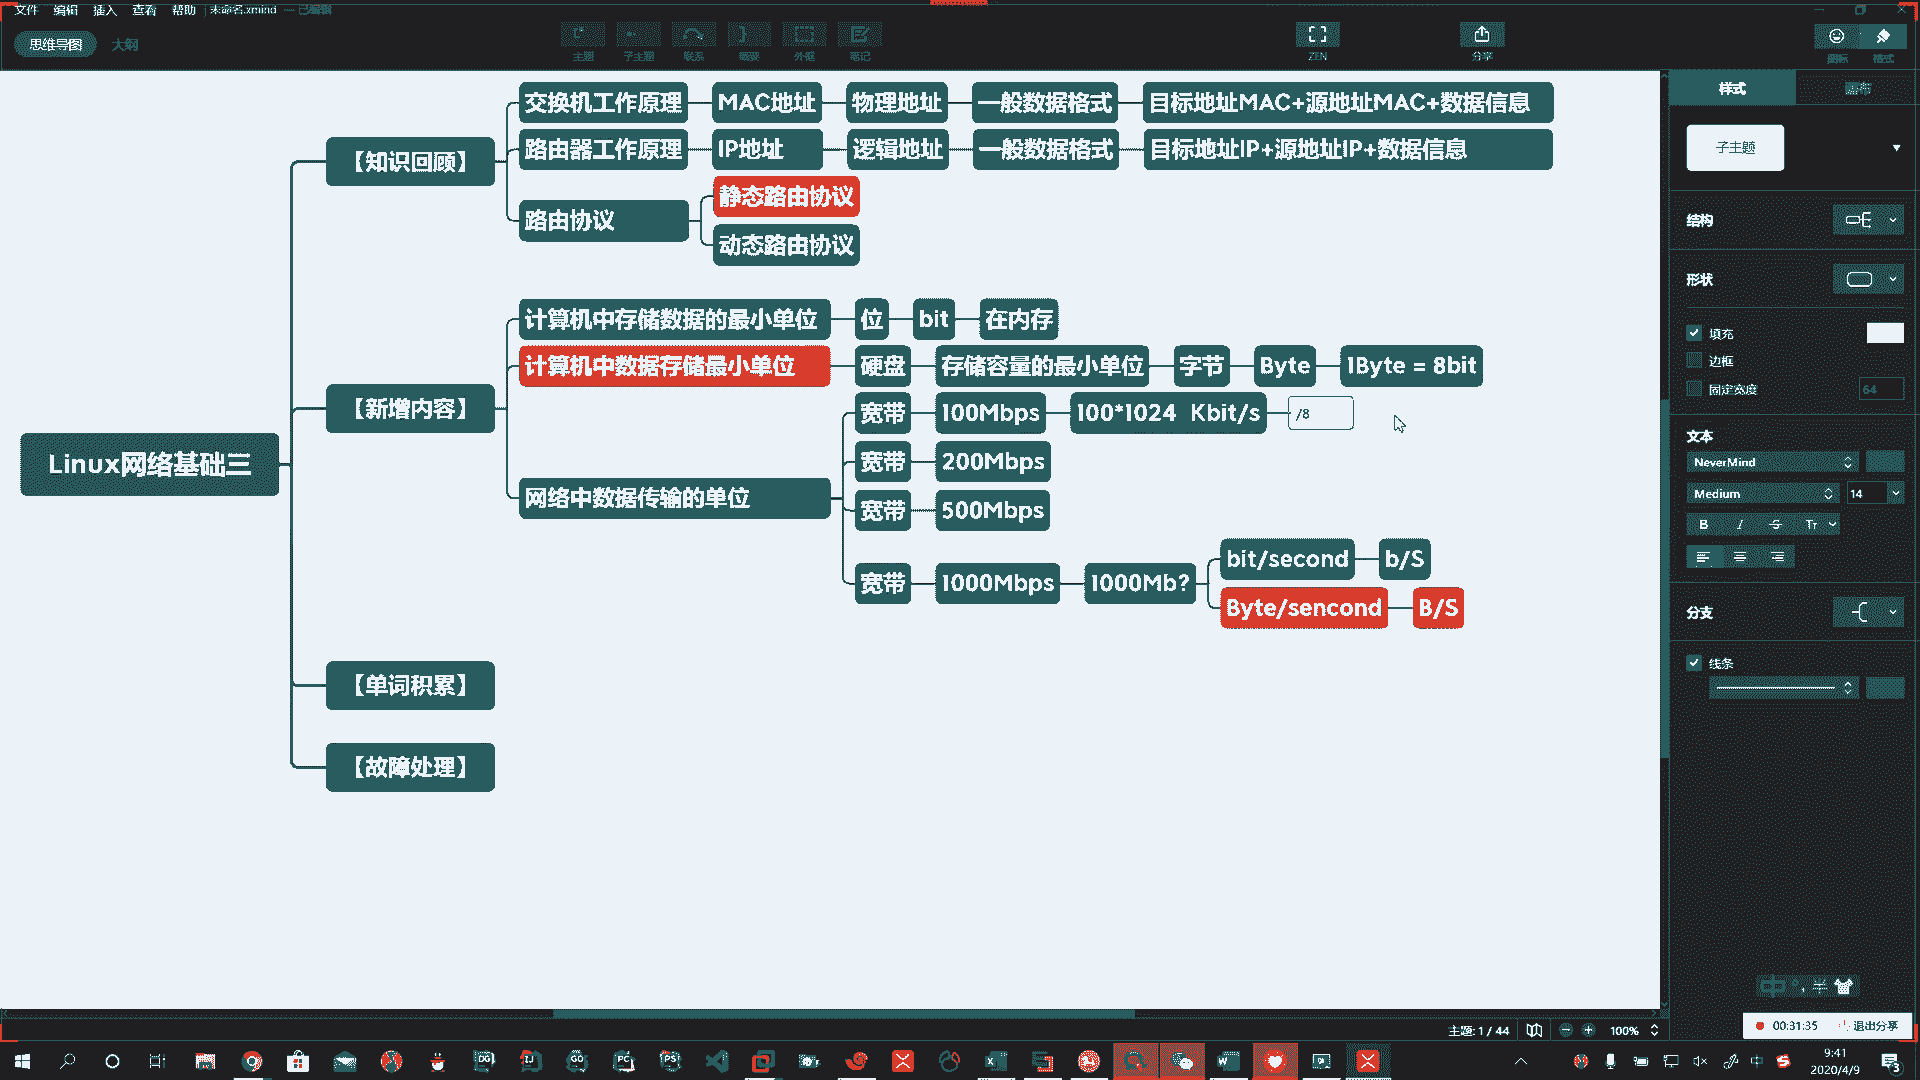 文件 编辑 插入 查看 帮助 未命名.xmind — 已编辑
思维导图 大纲
主题 子主题 联系 概要 外框 笔记 ZEN 分享 图标 格式
样式 画布
子主题
结构
形状
填充
边框
固定宽度 64
文本
NeverMind
Medium 14
B I S Tr
分支
线条
Linux网络基础三
【知识回顾】
交换机工作原理 MAC地址 物理地址 一般数据格式 目标地址MAC+源地址MAC+数据信息
路由器工作原理 IP地址 逻辑地址 一般数据格式 目标地址IP+源地址IP+数据信息
路由协议
静态路由协议
动态路由协议
【新增内容】
计算机中存储数据的最小单位 位 bit 在内存
计算机中数据存储最小单位 硬盘 存储容量的最小单位 字节 Byte 1Byte = 8bit
网络中数据传输的单位
宽带 100Mbps 100*1024 Kbit/s /8
宽带 200Mbps
宽带 500Mbps
宽带 1000Mbps 1000Mb?
bit/second b/S
Byte/sencond B/S
【单词积累】
【故障处理】
中 °, 半
00:31:35 退出分享
主题: 1 / 44 100%
中 9:41
2020/4/9 3